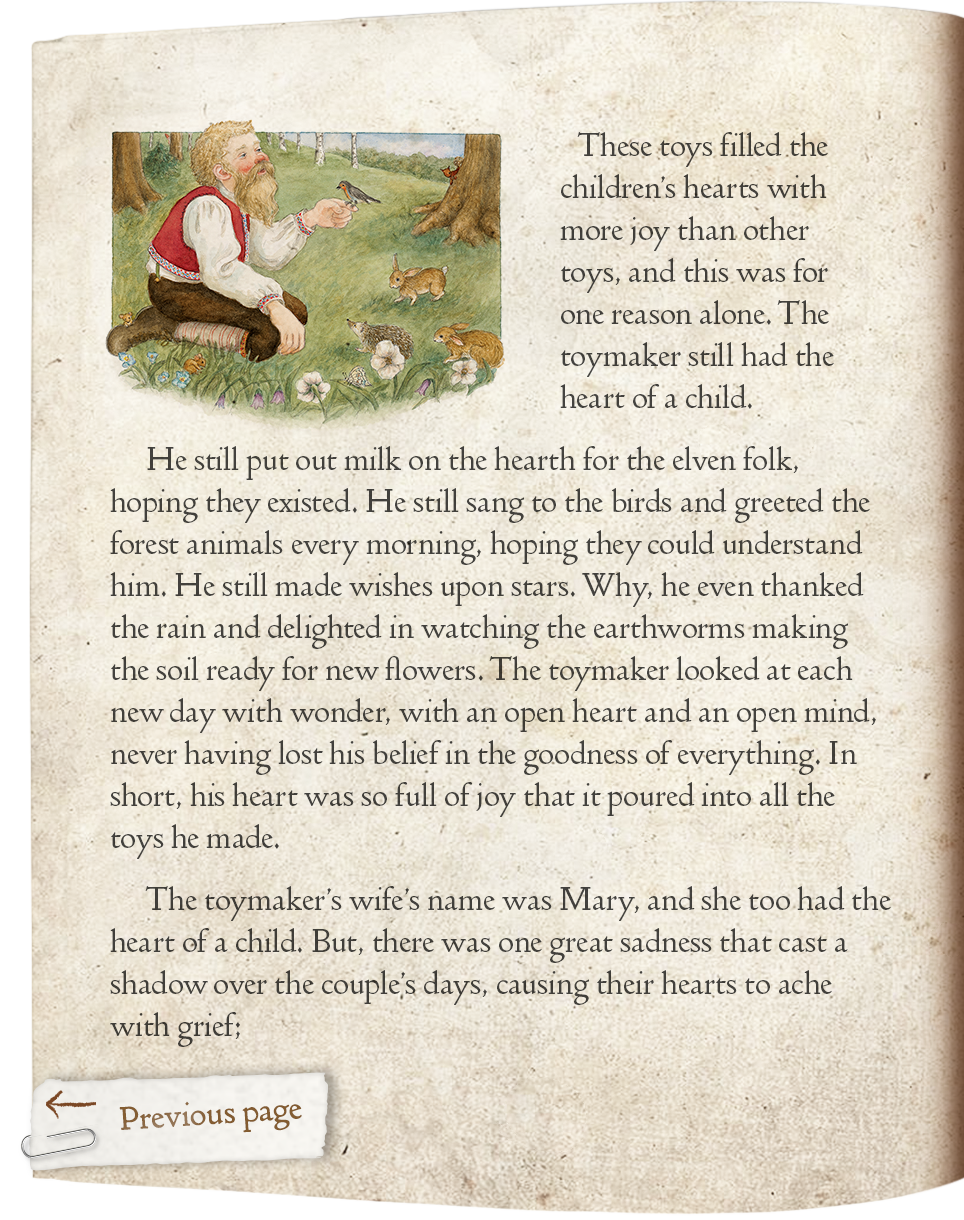 These toys filled the
children's hearts with
more joy than other
toys, and this was for
one reason alone. The
toymaker still had the
heart of a child.
He still put out milk on the hearth for the elven folk,
hoping they existed. He still sang to the birds and greeted the
forest animals every morning, hoping they could understand
him. He still made wishes upon stars. Why, he even thanked
the rain and delighted in watching the earthworms making
the soil ready for new flowers. The toymaker looked at each
new day with wonder, with an open heart and an open mind,
never having lost his belief in the goodness of everything. In
short, his heart was so full of joy that it poured into all the
toys he made.
The toymaker's wife's name was Mary, and she too had the
heart of a child. But, there was one great sadness that cast a
shadow over the couple's days, causing their hearts to ache
with grief;
Previous page